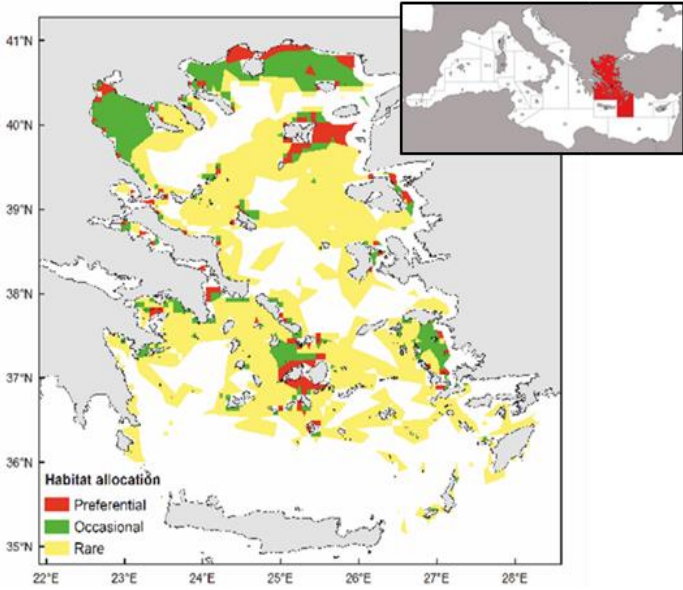 41°N
40°N
39°N
38°N
37°N
36°N
35°N
Habitat allocation
Preferential
Occasional
Rare
22°E 23°E 24°E 25°E 26°E 27°E 28°E